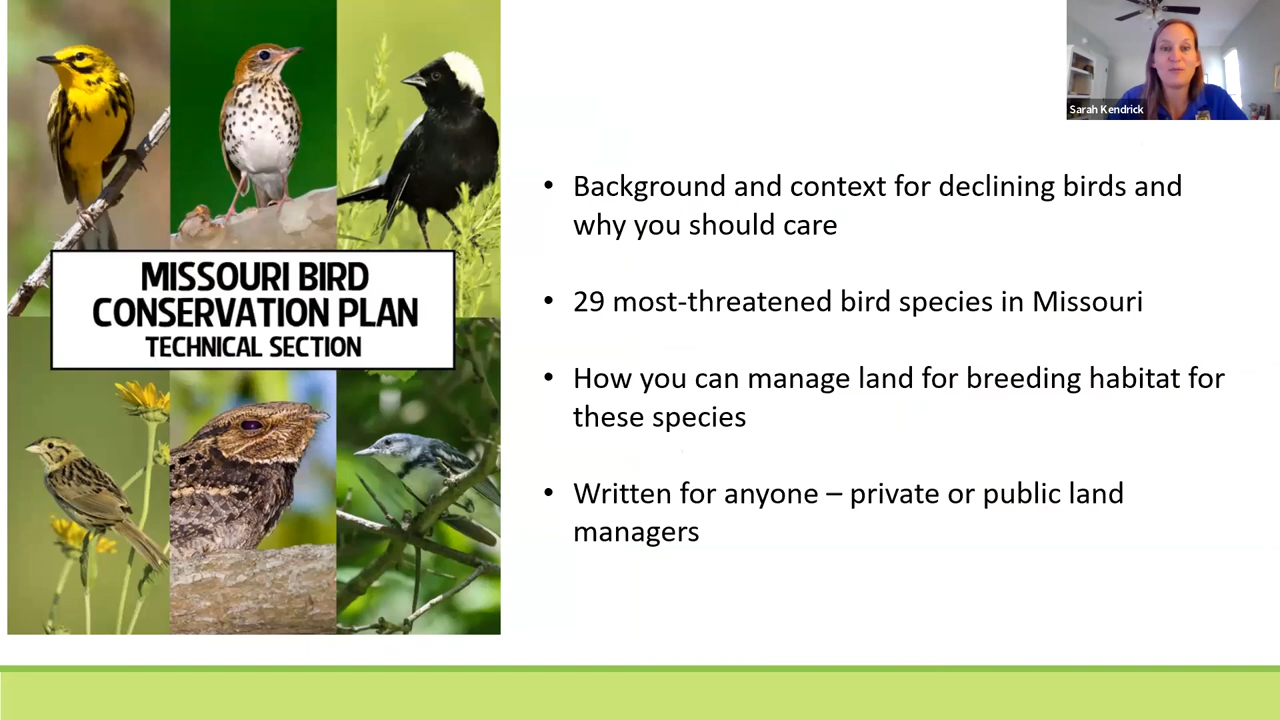 MISSOURI BIRD
CONSERVATION PLAN
TECHNICAL SECTION
• Background and context for declining birds and
why you should care
• 29 most-threatened bird species in Missouri
• How you can manage land for breeding habitat for
these species
• Written for anyone – private or public land
managers
Sarah Kendrick